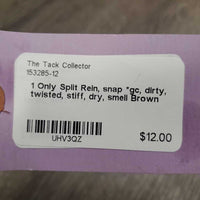 The Tack Collector
153285-12
1 Only Split Rein, snap *gc, dirty,
twisted, stiff, dry, smell Brown
UHV3QZ
$12.00